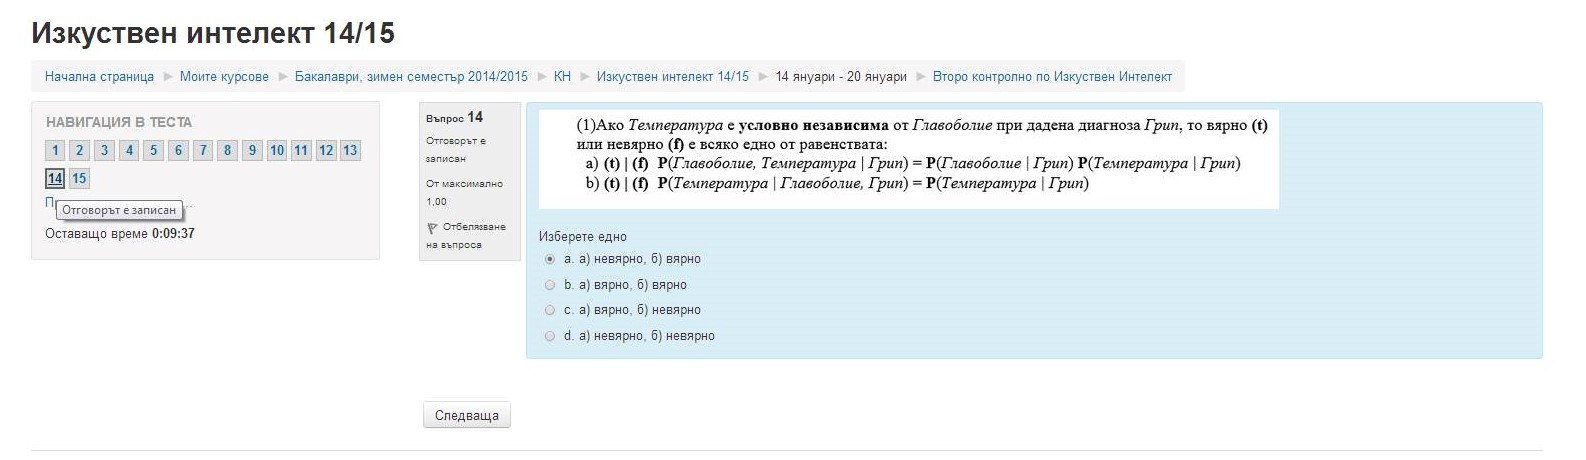 Изкуствен интелект 14/15
Начална страница ► Моите курсове ► Бакалаври, зимен семестър 2014/2015 ► КН ► Изкуствен интелект 14/15 ► 14 януари - 20 януари ► Второ контролно по Изкуствен Интелект
НАВИГАЦИЯ В ТЕСТА
1 2 3 4 5 6 7 8 9 10 11 12 13
14 15
Отговорът е записан
Оставащо време 0:09:37
Въпрос 14
Отговорът е
записан
От максимално
1,00
Отбелязване
на въпроса
(1)Ако Температура е условно независима от Главоболие при дадена диагноза Грип, то вярно (t)
или невярно (f) е всяко едно от равенствата:
a) (t) | (f) P(Главоболие, Температура | Грип) = P(Главоболие | Грип) P(Температура | Грип)
b) (t) | (f) P(Температура | Главоболие, Грип) = P(Температура | Грип)
Изберете едно
a. а) невярно, б) вярно
b. а) вярно, б) вярно
c. а) вярно, б) невярно
d. а) невярно, б) невярно
Следваща